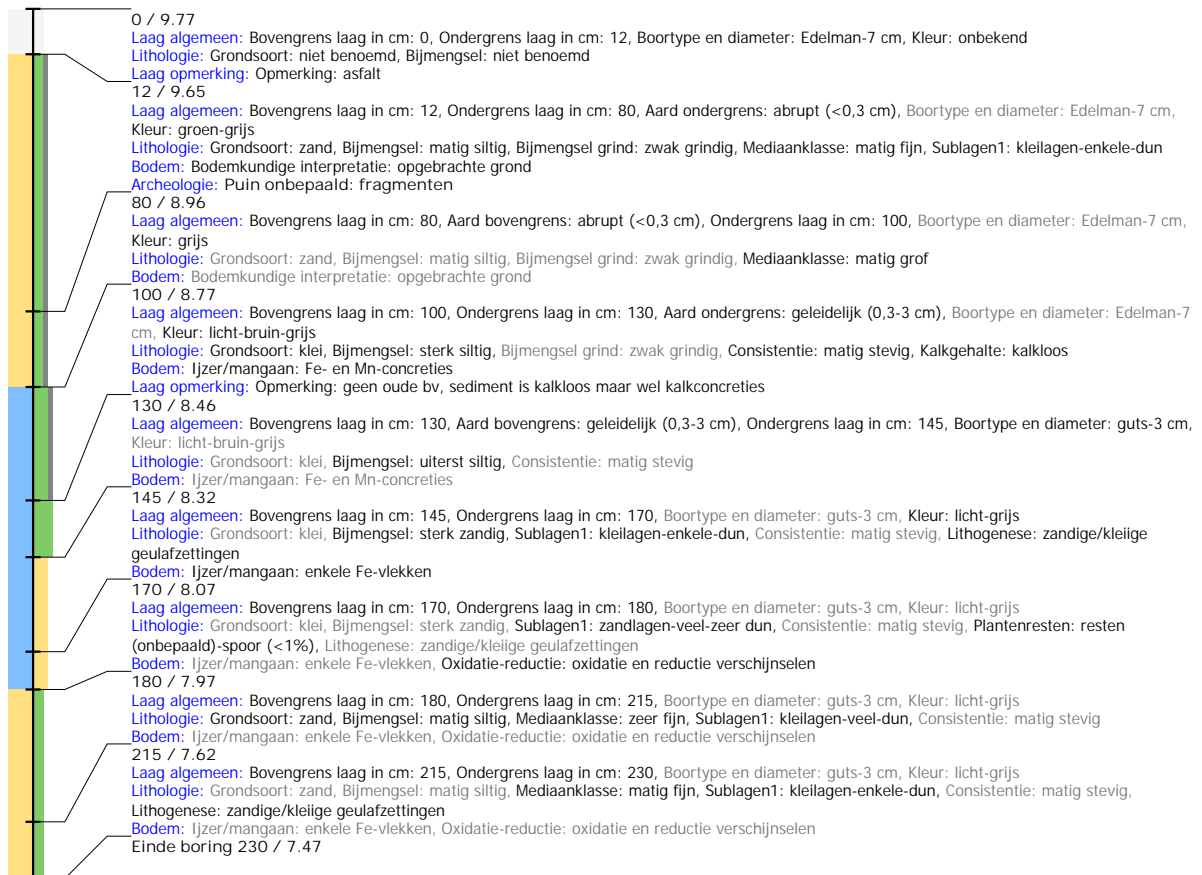 0 / 9.77
Laag algemeen: Bovengrens laag in cm: 0, Ondergrens laag in cm: 12, Boortype en diameter: Edelman-7 cm, Kleur: onbekend
Lithologie: Grondsoort: niet benoemd, Bijmengsel: niet benoemd
Laag opmerking: Opmerking: asfalt
12 / 9.65
Laag algemeen: Bovengrens laag in cm: 12, Ondergrens laag in cm: 80, Aard ondergrens: abrupt (<0,3 cm), Boortype en diameter: Edelman-7 cm,
Kleur: groen-grijs
Lithologie: Grondsoort: zand, Bijmengsel: matig siltig, Bijmengsel grind: zwak grindig, Mediaanklasse: matig fijn, Sublagen1: kleilagen-enkele-dun
Bodem: Bodemkundige interpretatie: opgebrachte grond
Archeologie: Puin onbepaald: fragmenten
80 / 8.96
Laag algemeen: Bovengrens laag in cm: 80, Aard bovengrens: abrupt (<0,3 cm), Ondergrens laag in cm: 100, Boortype en diameter: Edelman-7 cm,
Kleur: grijs
Lithologie: Grondsoort: zand, Bijmengsel: matig siltig, Bijmengsel grind: zwak grindig, Mediaanklasse: matig grof
Bodem: Bodemkundige interpretatie: opgebrachte grond
100 / 8.77
Laag algemeen: Bovengrens laag in cm: 100, Ondergrens laag in cm: 130, Aard ondergrens: geleidelijk (0,3-3 cm), Boortype en diameter: Edelman-7
cm, Kleur: licht-bruin-grijs
Lithologie: Grondsoort: klei, Bijmengsel: sterk siltig, Bijmengsel grind: zwak grindig, Consistentie: matig stevig, Kalkgehalte: kalkloos
Bodem: Ijzer/mangaan: Fe- en Mn-concreties
Laag opmerking: Opmerking: geen oude bv, sediment is kalkloos maar wel kalkconcreties
130 / 8.46
Laag algemeen: Bovengrens laag in cm: 130, Aard bovengrens: geleidelijk (0,3-3 cm), Ondergrens laag in cm: 145, Boortype en diameter: guts-3 cm,
Kleur: licht-bruin-grijs
Lithologie: Grondsoort: klei, Bijmengsel: uiterst siltig, Consistentie: matig stevig
Bodem: Ijzer/mangaan: Fe- en Mn-concreties
145 / 8.32
Laag algemeen: Bovengrens laag in cm: 145, Ondergrens laag in cm: 170, Boortype en diameter: guts-3 cm, Kleur: licht-grijs
Lithologie: Grondsoort: klei, Bijmengsel: sterk zandig, Sublagen1: kleilagen-enkele-dun, Consistentie: matig stevig, Lithogenese: zandige/kleiige
geulafzettingen
Bodem: Ijzer/mangaan: enkele Fe-vlekken
170 / 8.07
Laag algemeen: Bovengrens laag in cm: 170, Ondergrens laag in cm: 180, Boortype en diameter: guts-3 cm, Kleur: licht-grijs
Lithologie: Grondsoort: klei, Bijmengsel: sterk zandig, Sublagen1: zandlagen-veel-zeer dun, Consistentie: matig stevig, Plantenresten: resten
(onbepaald)-spoor (<1%), Lithogenese: zandige/kleiige geulafzettingen
Bodem: Ijzer/mangaan: enkele Fe-vlekken, Oxidatie-reductie: oxidatie en reductie verschijnselen
180 / 7.97
Laag algemeen: Bovengrens laag in cm: 180, Ondergrens laag in cm: 215, Boortype en diameter: guts-3 cm, Kleur: licht-grijs
Lithologie: Grondsoort: zand, Bijmengsel: matig siltig, Mediaanklasse: zeer fijn, Sublagen1: kleilagen-veel-dun, Consistentie: matig stevig
Bodem: Ijzer/mangaan: enkele Fe-vlekken, Oxidatie-reductie: oxidatie en reductie verschijnselen
215 / 7.62
Laag algemeen: Bovengrens laag in cm: 215, Ondergrens laag in cm: 230, Boortype en diameter: guts-3 cm, Kleur: licht-grijs
Lithologie: Grondsoort: zand, Bijmengsel: matig siltig, Mediaanklasse: matig fijn, Sublagen1: kleilagen-enkele-dun, Consistentie: matig stevig,
Lithogenese: zandige/kleiige geulafzettingen
Bodem: Ijzer/mangaan: enkele Fe-vlekken, Oxidatie-reductie: oxidatie en reductie verschijnselen
Einde boring 230 / 7.47